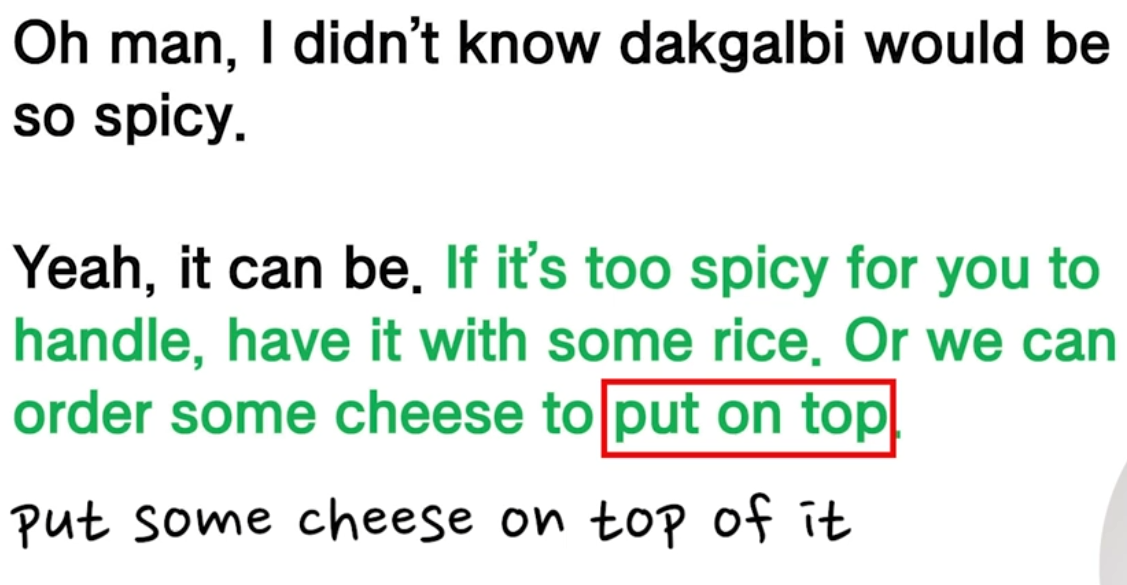 Oh man, I didn’t know dakgalbi would be
so spicy.
Yeah, it can be. If it’s too spicy for you to
handle, have it with some rice. Or we can
order some cheese to put on top.
put some cheese on top of it